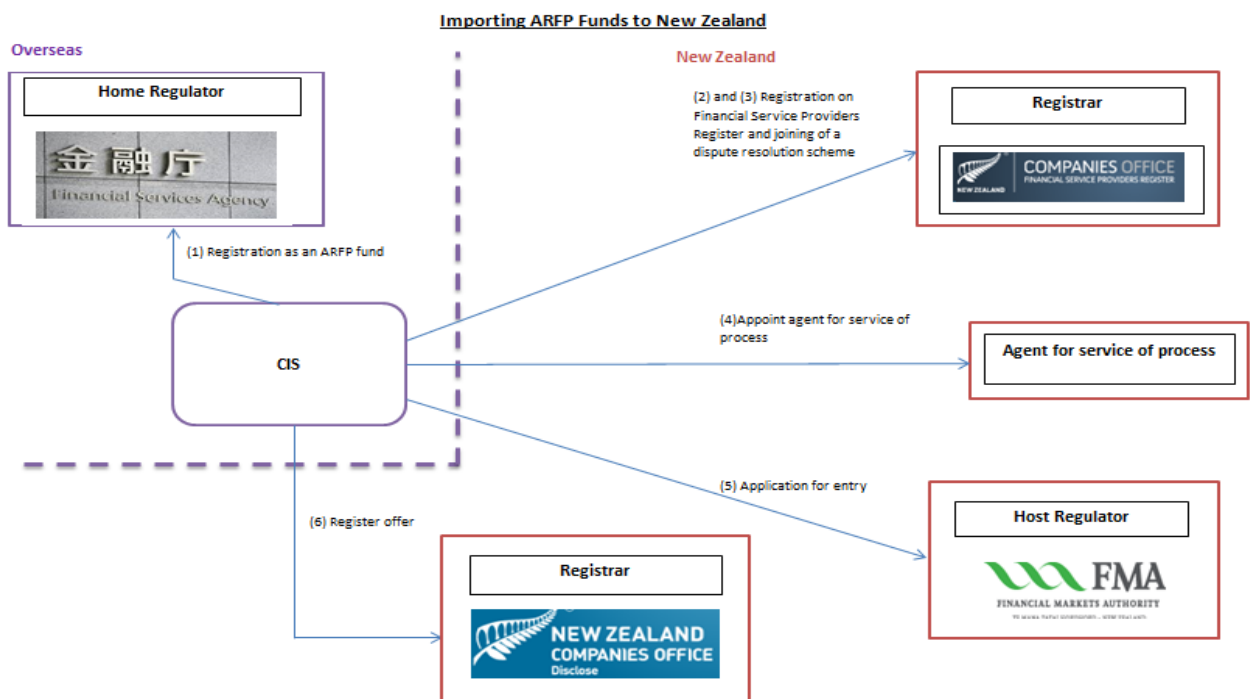 Importing ARFP Funds to New Zealand
Overseas
New Zealand
Home Regulator
金融庁
Financial Services Agency
(1) Registration as an ARFP fund
(2) and (3) Registration on
Financial Service Providers
Register and joining of a
dispute resolution scheme
Registrar
NEW ZEALAND
COMPANIES OFFICE
FINANCIAL SERVICE PROVIDERS REGISTER
CIS
(4)Appoint agent for service of
process
Agent for service of process
(5) Application for entry
Host Regulator
FMA
FINANCIAL MARKETS AUTHORITY
NEW ZEALAND
(6) Register offer
Registrar
NEW ZEALAND
COMPANIES OFFICE
Disclose